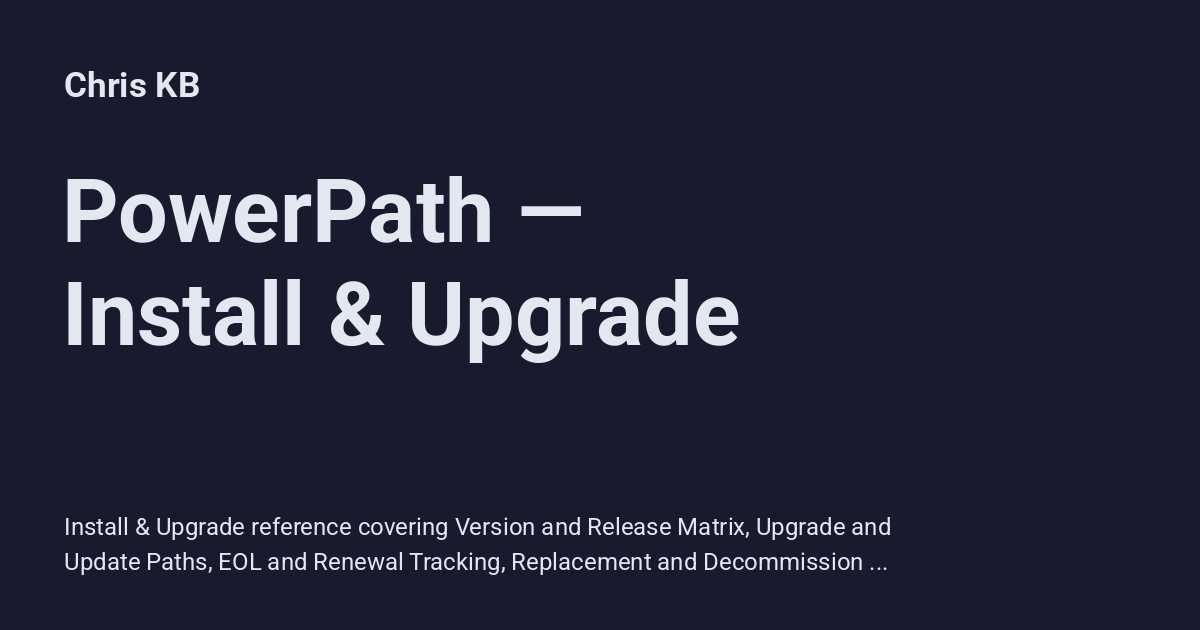 Chris KB
PowerPath —
Install & Upgrade
Install & Upgrade reference covering Version and Release Matrix, Upgrade and
Update Paths, EOL and Renewal Tracking, Replacement and Decommission ...